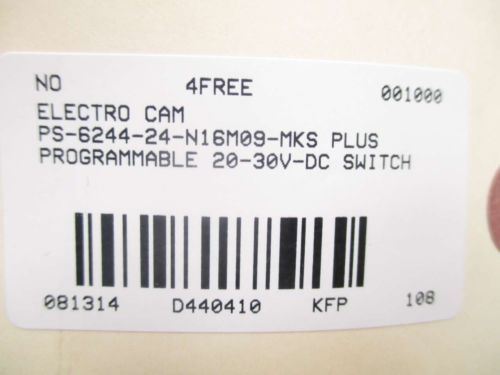 NO 4FREE 001000
ELECTRO CAM
PS-6244-24-N16M09-MKS PLUS
PROGRAMMABLE 20-30V-DC SWITCH
081314 D440410 KFP 108